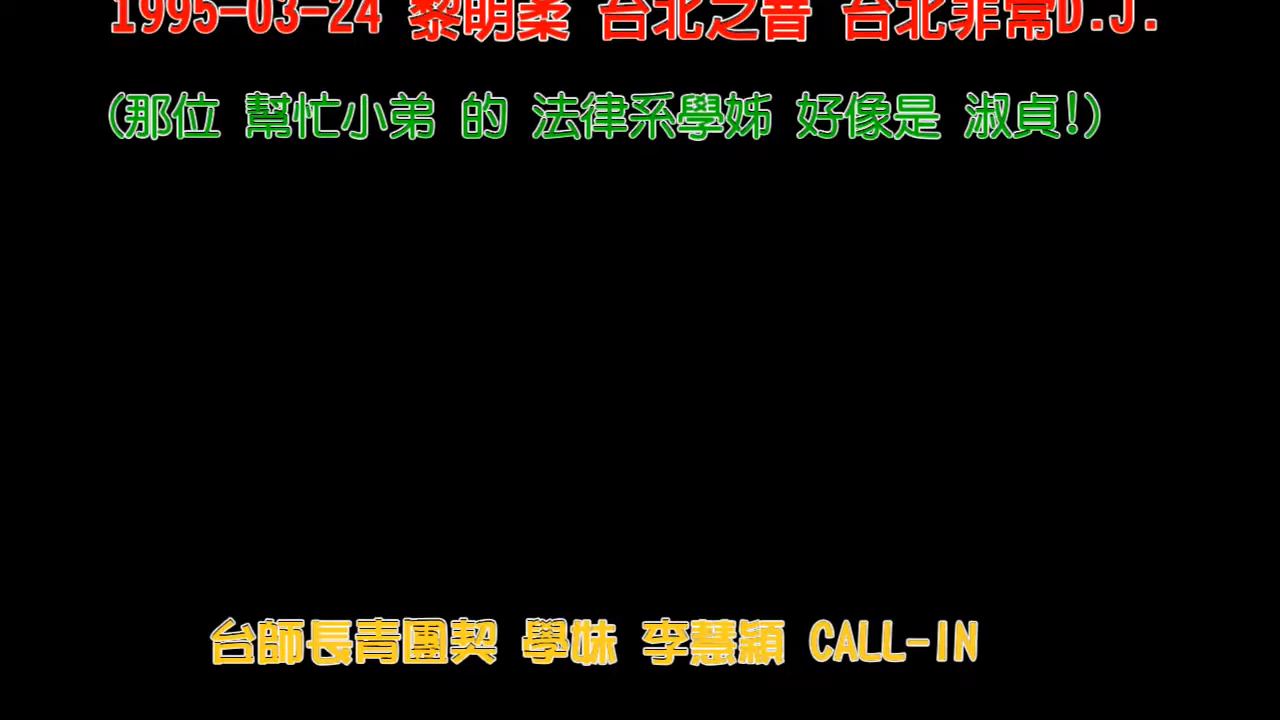 1995-03-24 黎明柔 台北之音 台北非常D.J.
(那位 幫忙小弟 的 法律系學姊 好像是 淑貞!)
台師長青團契 學妹 李慧穎 CALL-IN